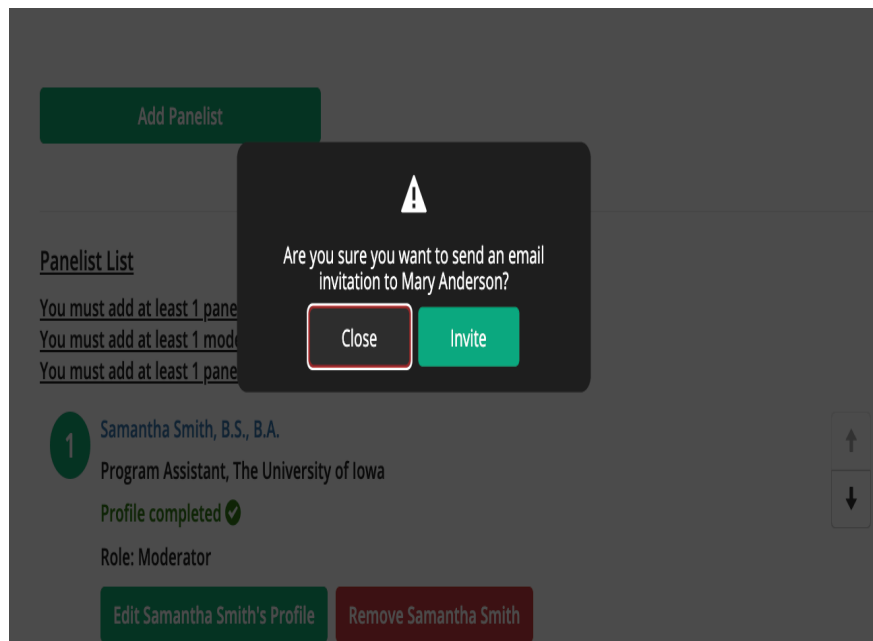 Add Panelist
Are you sure you want to send an email
invitation to Mary Anderson?
Close
Invite
Panelist List
You must add at least 1 pane
You must add at least 1 mod
You must add at least 1 pane
1
Samantha Smith, B.S., B.A.
Program Assistant, The University of Iowa
Profile completed
Role: Moderator
Edit Samantha Smith's Profile
Remove Samantha Smith